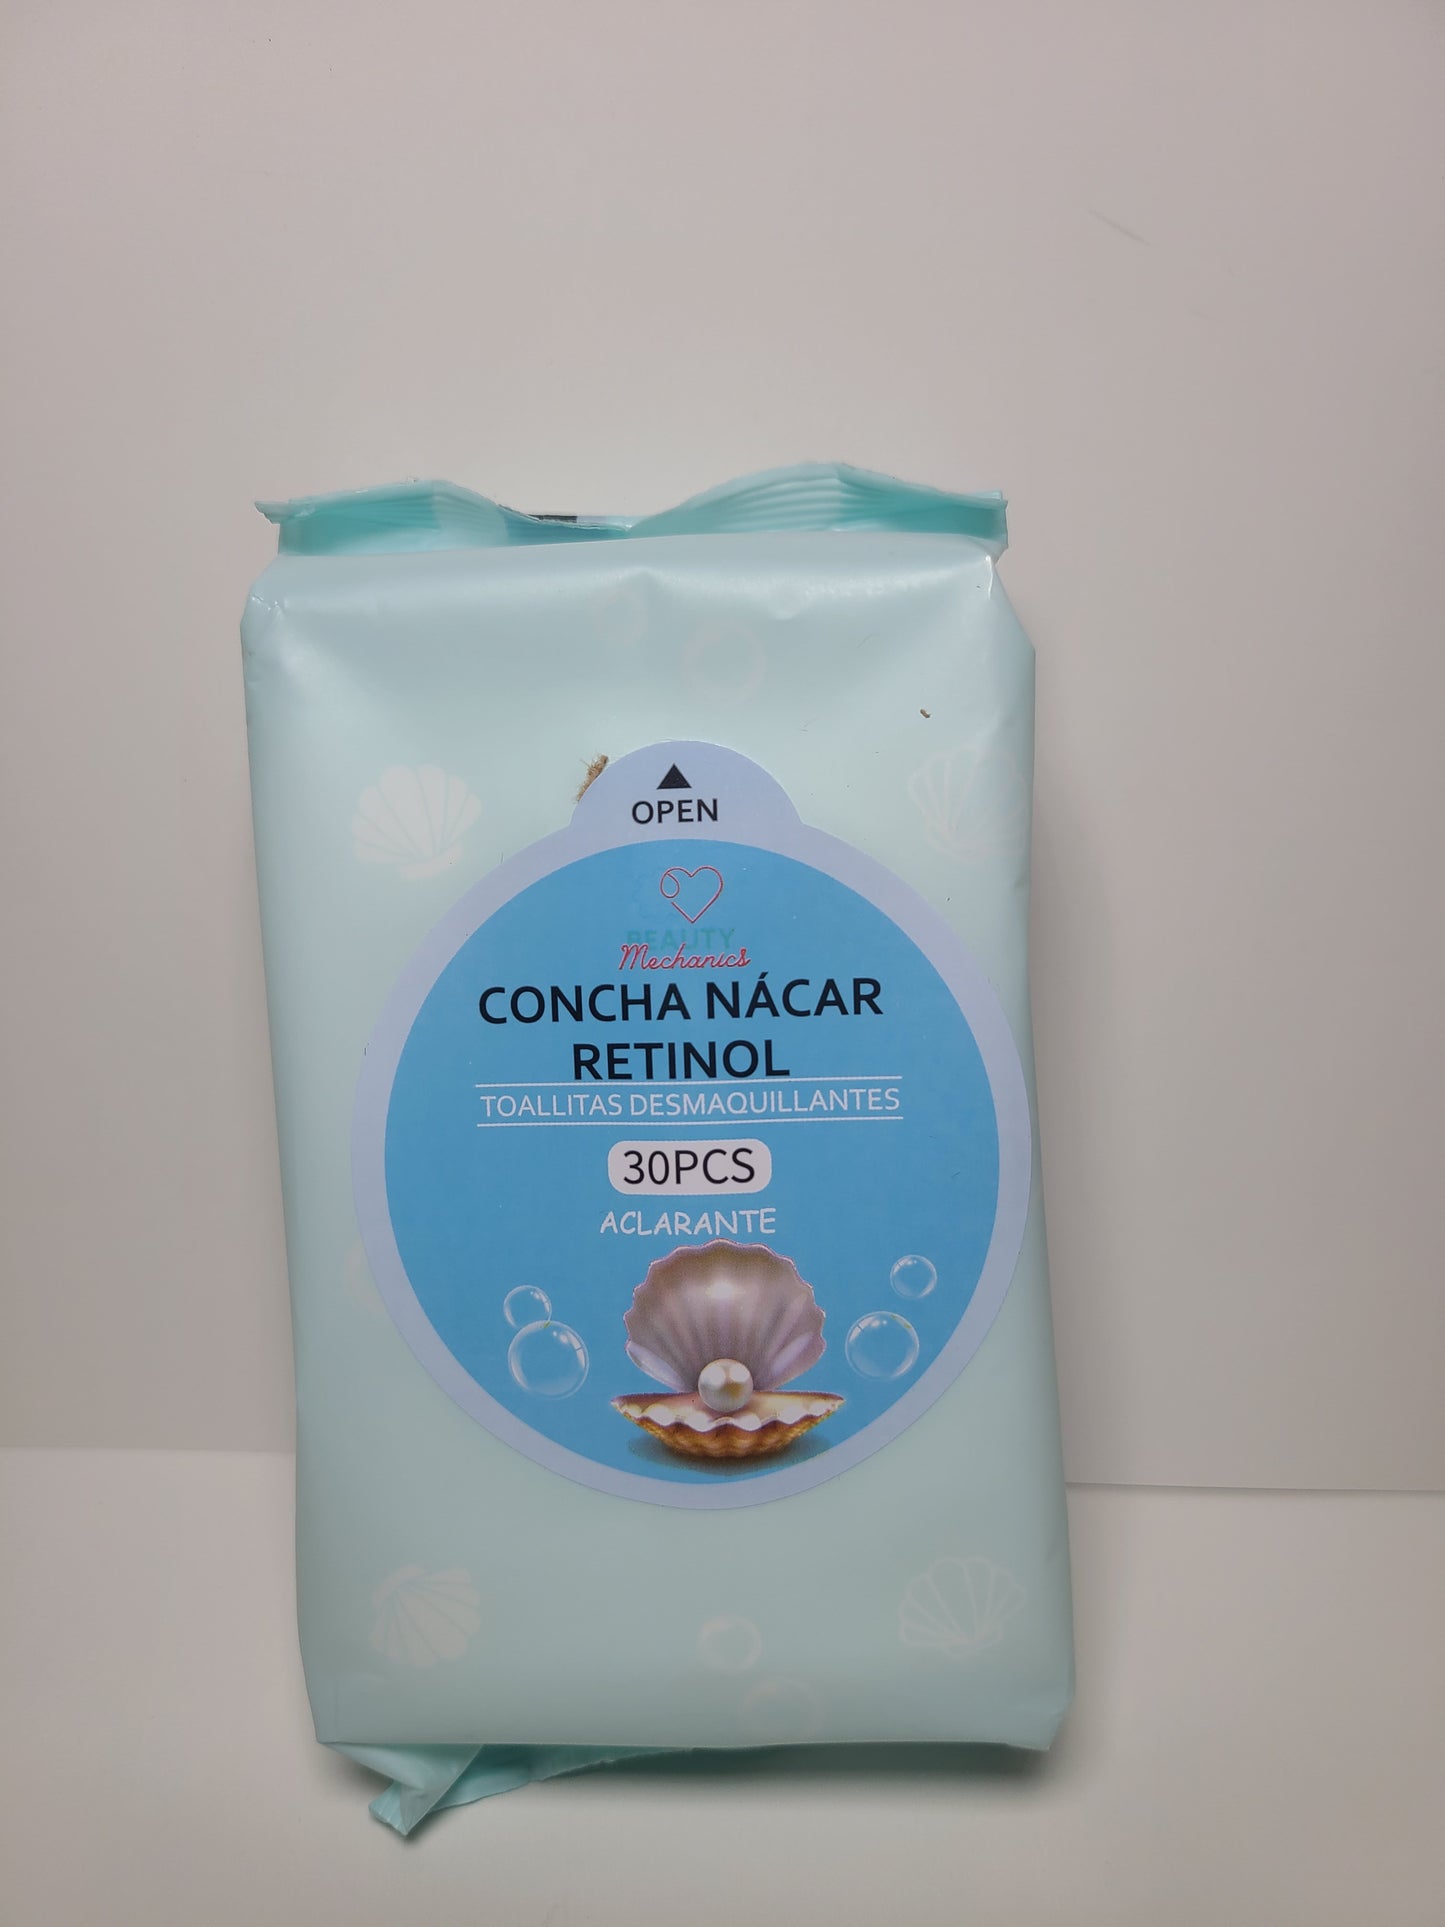 OPEN
BEAUTY
Mechanics
CONCHA NÁCAR
RETINOL
TOALLITAS DESMAQUILLANTES
30PCS
ACLARANTE